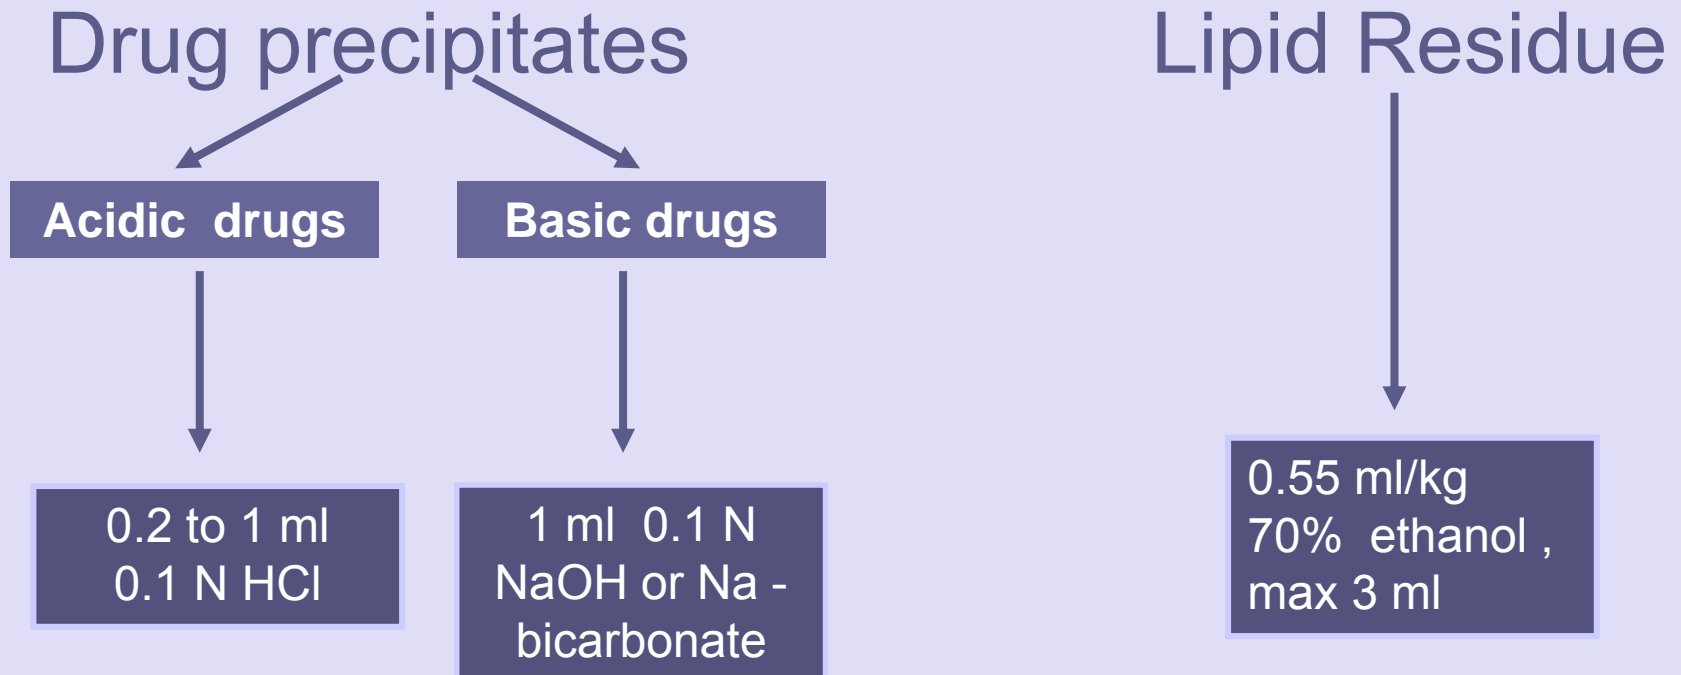 Drug precipitates
Lipid Residue
Acidic drugs
Basic drugs
0.2 to 1 ml
0.1 N HCl
1 ml 0.1 N
NaOH or Na -
bicarbonate
0.55 ml/kg
70% ethanol ,
max 3 ml